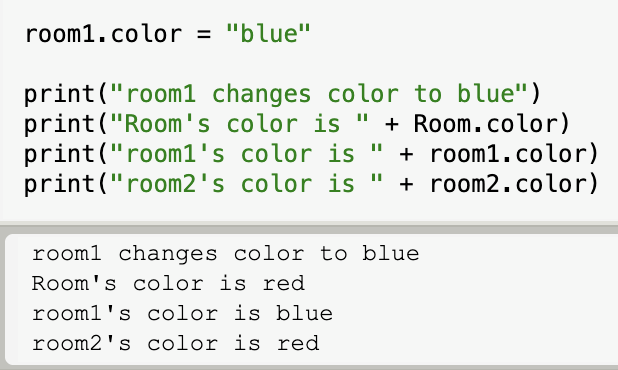 room1.color = "blue"
print("room1 changes color to blue")
print("Room's color is " + Room.color)
print("room1's color is " + room1.color)
print("room2's color is " + room2.color)
room1 changes color to blue
Room's color is red
room1's color is blue
room2's color is red